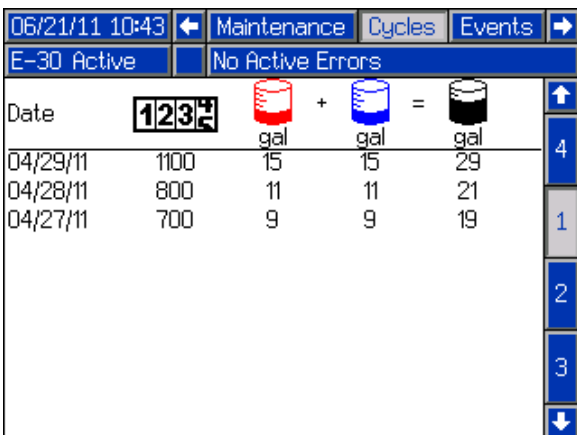 06/21/11 10:43 Maintenance Cycles Events
E-30 Active No Active Errors
Date 12345 + =
gal gal gal
04/29/11 1100 15 15 29
04/28/11 800 11 11 21
04/27/11 700 9 9 19
4
1
2
3